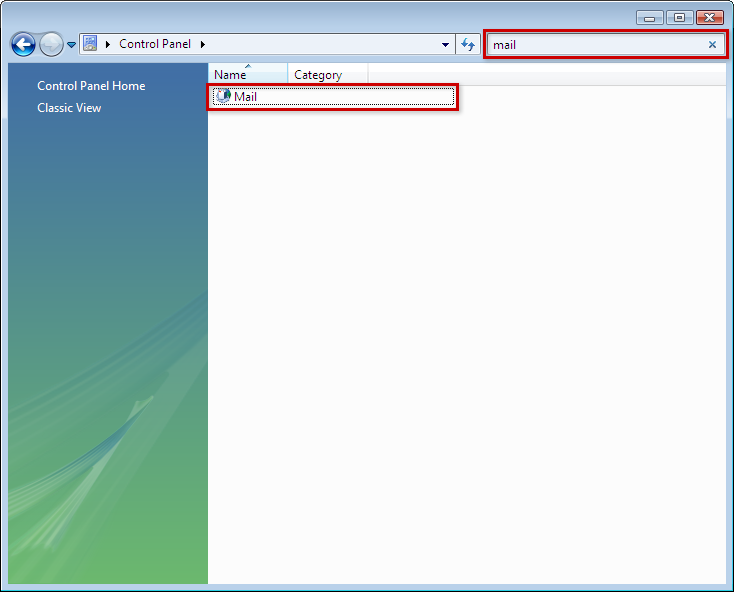 Control Panel
mail
Control Panel Home
Classic View
Name Category
Mail